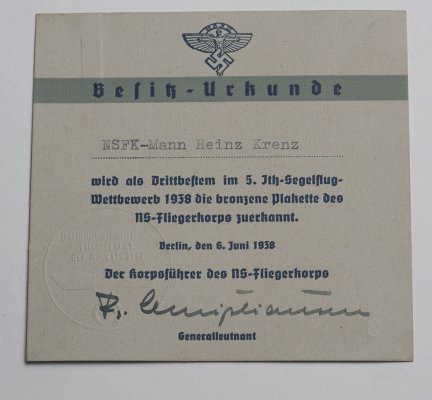 Besitz-Urkunde
NSFK-Mann Heinz Krenz
wird als Drittbestem im 5. Ith-Segelflug-
Wettbewerb 1938 die bronzene Plakette des
NS-Fliegerkorps zuerkannt.
Berlin, den 6. Juni 1938
Der Korpsführer des NS-Fliegerkorps
Generalleutnant